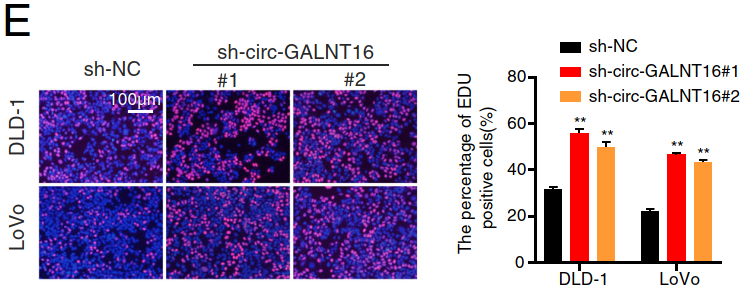 E
sh-circ-GALNT16
sh-NC
#1
#2
100μm
DLD-1
LoVo
sh-NC
sh-circ-GALNT16#1
sh-circ-GALNT16#2
The percentage of EDU
positive cells(%)
80
60
40
20
0
** **
** **
DLD-1 LoVo